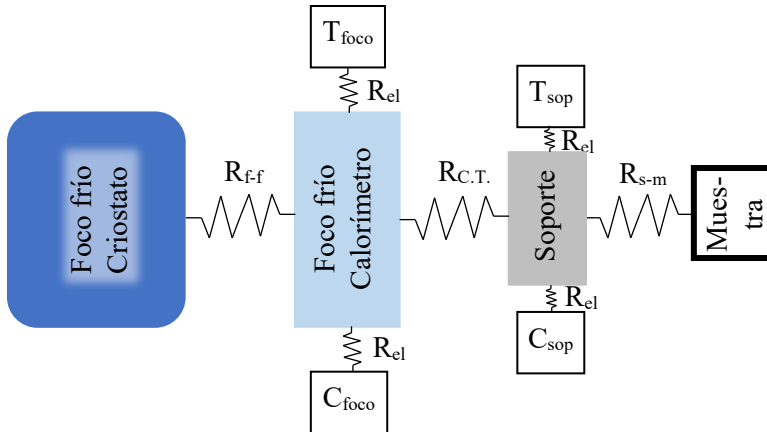 T_foco
R_el
T_sop
R_el
Foco frío
Criostato
R_f-f
Foco frío
Calorímetro
R_C.T.
Soporte
R_s-m
Mues-
tra
R_el
C_foco
R_el
C_sop